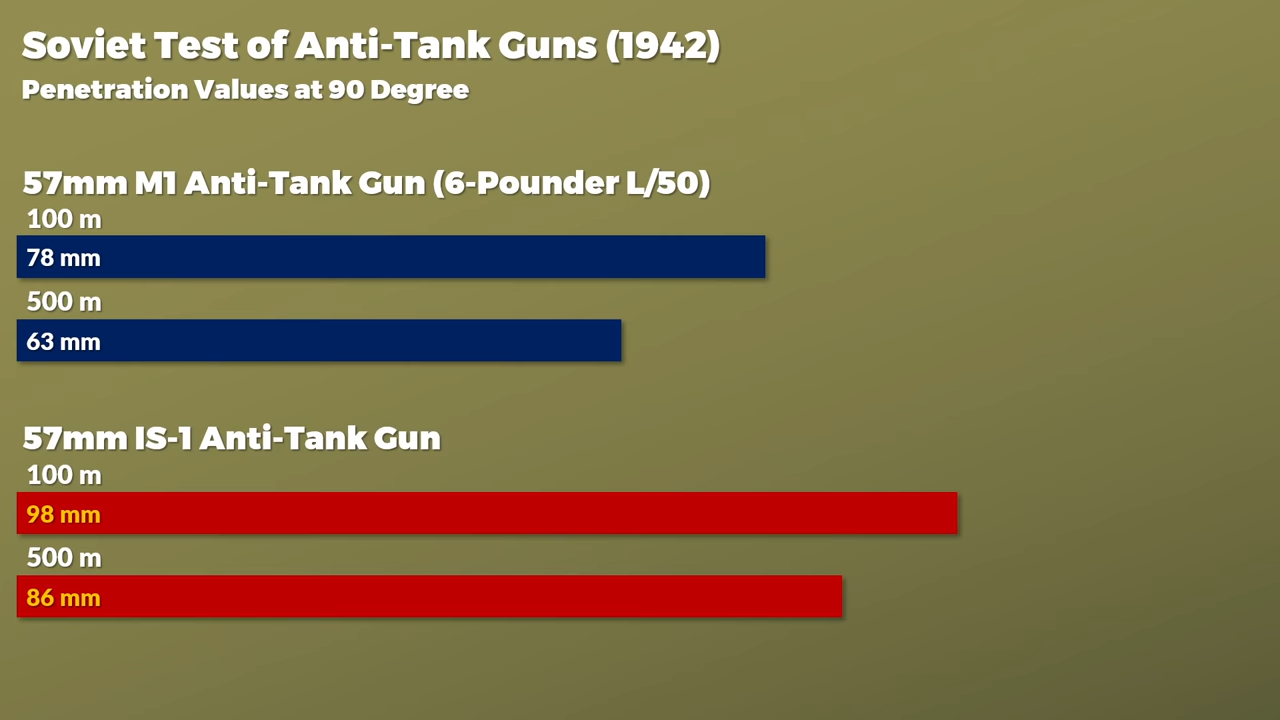 Soviet Test of Anti-Tank Guns (1942)
Penetration Values at 90 Degree
57mm M1 Anti-Tank Gun (6-Pounder L/50)
100 m
78 mm
500 m
63 mm
57mm IS-1 Anti-Tank Gun
100 m
98 mm
500 m
86 mm